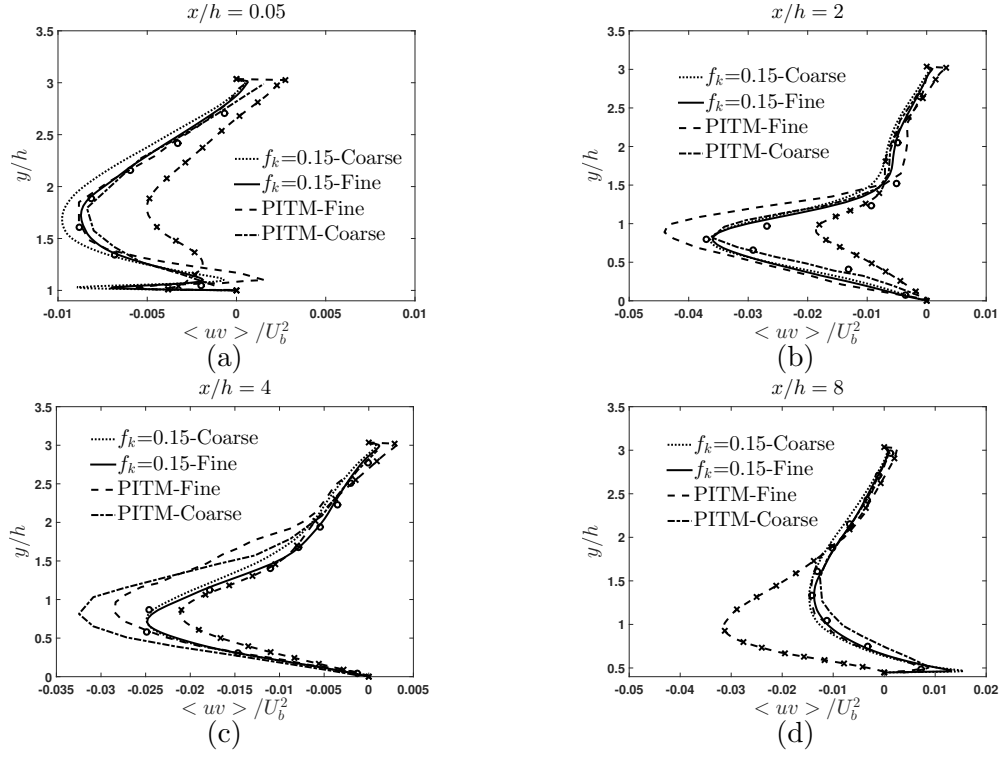 x/h = 0.05
3.5
3
2.5
2
1.5
1
y/h
f_k=0.15-Coarse
f_k=0.15-Fine
PITM-Fine
PITM-Coarse
-0.01 -0.005 0 0.005 0.01
< uv > /U_b^2
(a)
x/h = 2
3.5
3
2.5
2
1.5
1
0.5
0
y/h
f_k=0.15-Coarse
f_k=0.15-Fine
PITM-Fine
PITM-Coarse
-0.05 -0.04 -0.03 -0.02 -0.01 0 0.01
< uv > /U_b^2
(b)
x/h = 4
3.5
3
2.5
2
1.5
1
0.5
0
y/h
f_k=0.15-Coarse
f_k=0.15-Fine
PITM-Fine
PITM-Coarse
-0.035 -0.03 -0.025 -0.02 -0.015 -0.01 -0.005 0 0.005
< uv > /U_b^2
(c)
x/h = 8
3.5
3
2.5
2
1.5
1
0.5
y/h
f_k=0.15-Coarse
f_k=0.15-Fine
PITM-Fine
PITM-Coarse
-0.05 -0.04 -0.03 -0.02 -0.01 0 0.01 0.02
< uv > /U_b^2
(d)